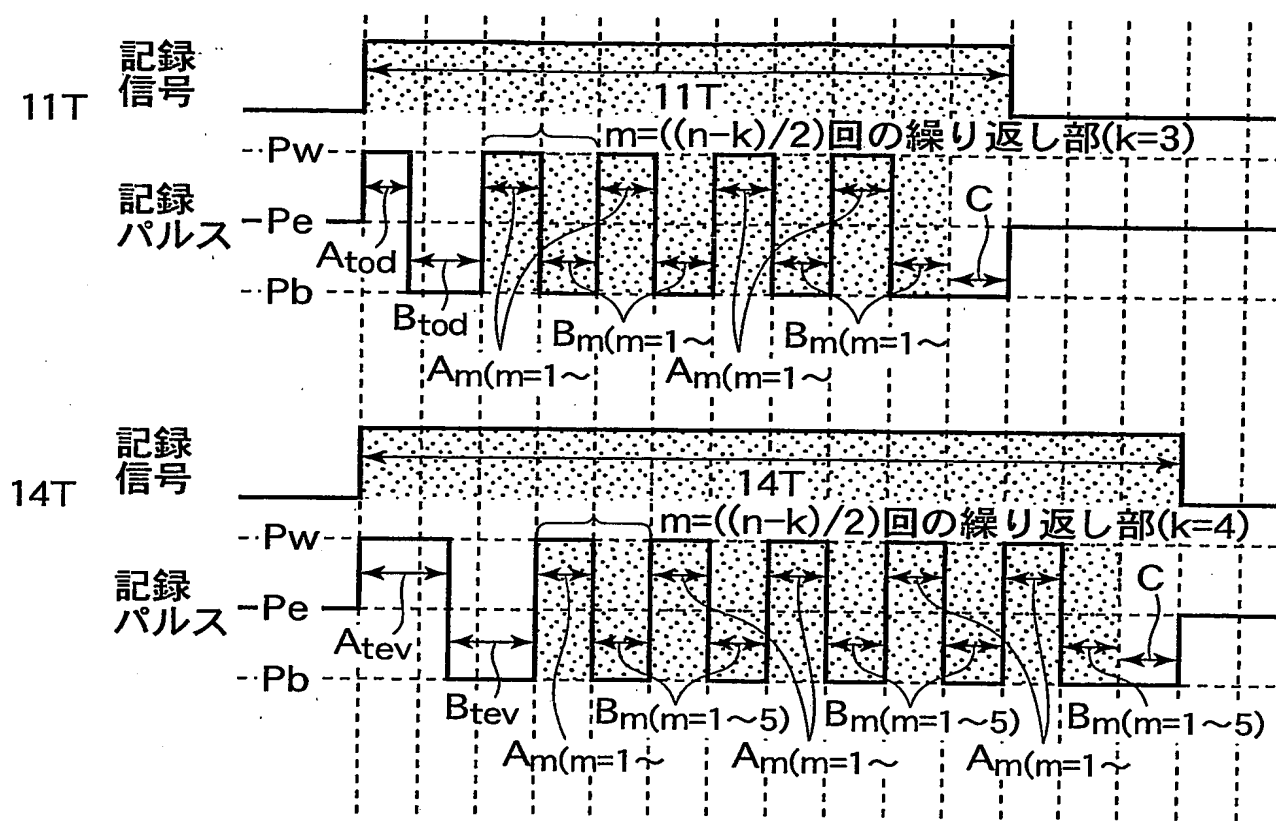 記録
信号
11T
11T
m=((n-k)/2)回の繰り返し部(k=3)
Pw
記録
パルス
Pe
C
Atod
Pb
Btod
Bm(m=1～
Bm(m=1～
Am(m=1～
Am(m=1～
記録
信号
14T
14T
m=((n-k)/2)回の繰り返し部(k=4)
Pw
記録
パルス
Pe
C
Atev
Pb
Btev
Bm(m=1～5)
Bm(m=1～5)
Bm(m=1～5)
Am(m=1～
Am(m=1～
Am(m=1～